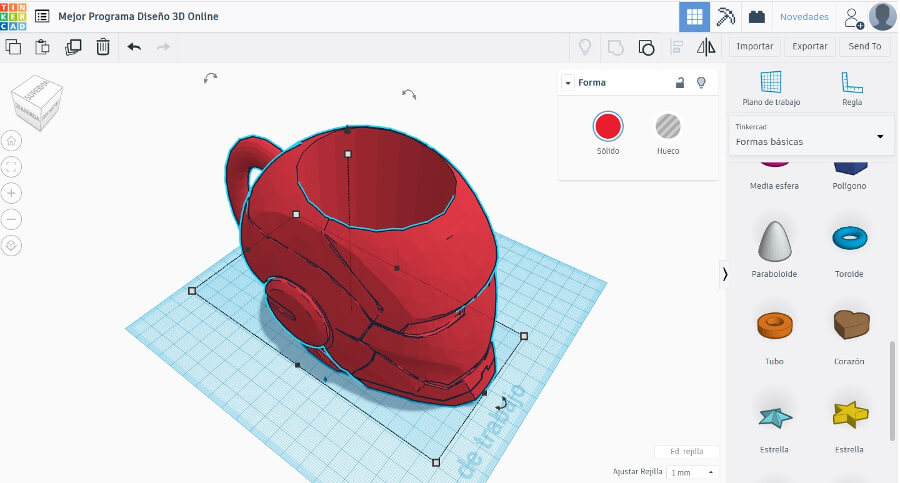 TIN
KER
CAD
Mejor Programa Diseño 3D Online
Novedades
Importar
Exportar
Send To
SUPERIOR
IZQUIERDA
Forma
Sólido
Hueco
Plano de trabajo
Regla
Tinkercad
Formas básicas
Media esfera
Polígono
Paraboloide
Toroide
Tubo
Corazón
Estrella
Estrella
de trabajo
Ed. rejilla
Ajustar Rejilla
1 mm